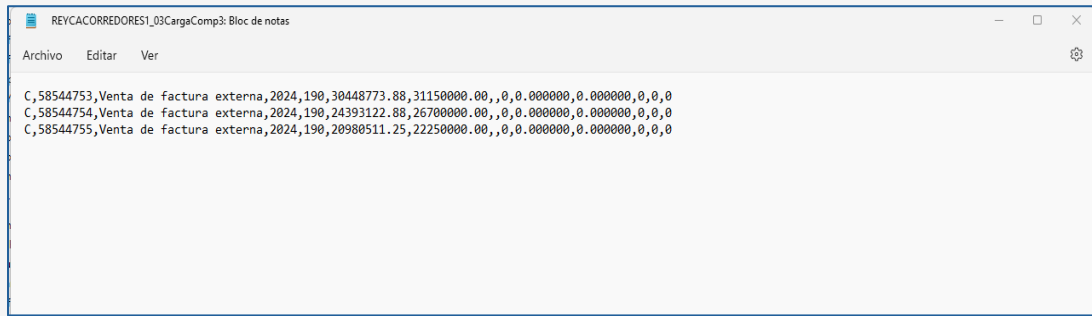 REYCACORREDORES1_03CargaComp3: Bloc de notas
Archivo Editar Ver
C,58544753,Venta de factura externa,2024,190,30448773.88,31150000.00,,0,0.000000,0.000000,0,0,0
C,58544754,Venta de factura externa,2024,190,24393122.88,26700000.00,,0,0.000000,0.000000,0,0,0
C,58544755,Venta de factura externa,2024,190,20980511.25,22250000.00,,0,0.000000,0.000000,0,0,0